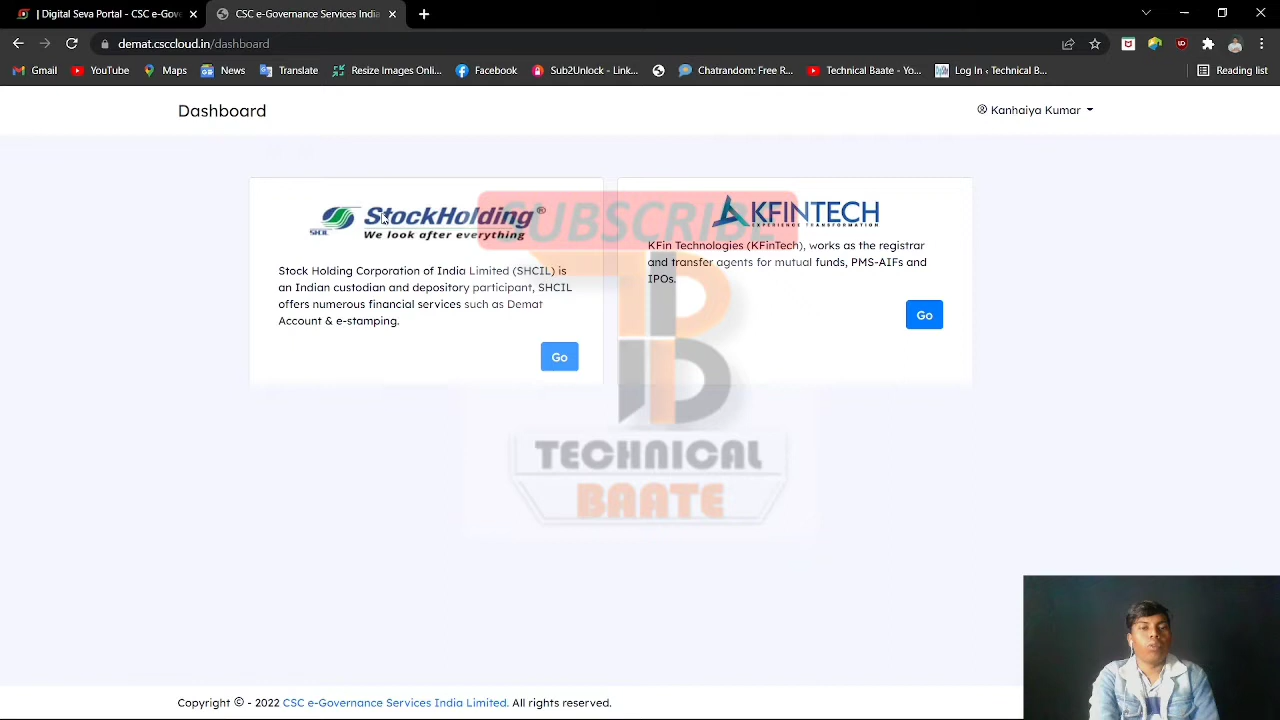 | Digital Seva Portal - CSC e-Gov
CSC e-Governance Services India
demat.csccloud.in/dashboard
Gmail
YouTube
Maps
News
Translate
Resize Images Onl...
Facebook
Sub2Unlock - Link...
Chatrandom: Free R...
Technical Baate - Yo...
Log In ‹ Technical B...
Reading list
Dashboard
Kanhaiya Kumar
StockHolding®
SHCIL
We look after everything
Stock Holding Corporation of India Limited (SHCIL) is
an Indian custodian and depository participant, SHCIL
offers numerous financial services such as Demat
Account & e-stamping.
Go
KFINTECH
EXPERIENCE TRANSFORMATION
KFin Technologies (KFinTech), works as the registrar
and transfer agents for mutual funds, PMS-AIFs and
IPOs.
Go
SUBSCRIBE
TECHNICAL
BAATE
Copyright © - 2022 CSC e-Governance Services India Limited. All rights reserved.